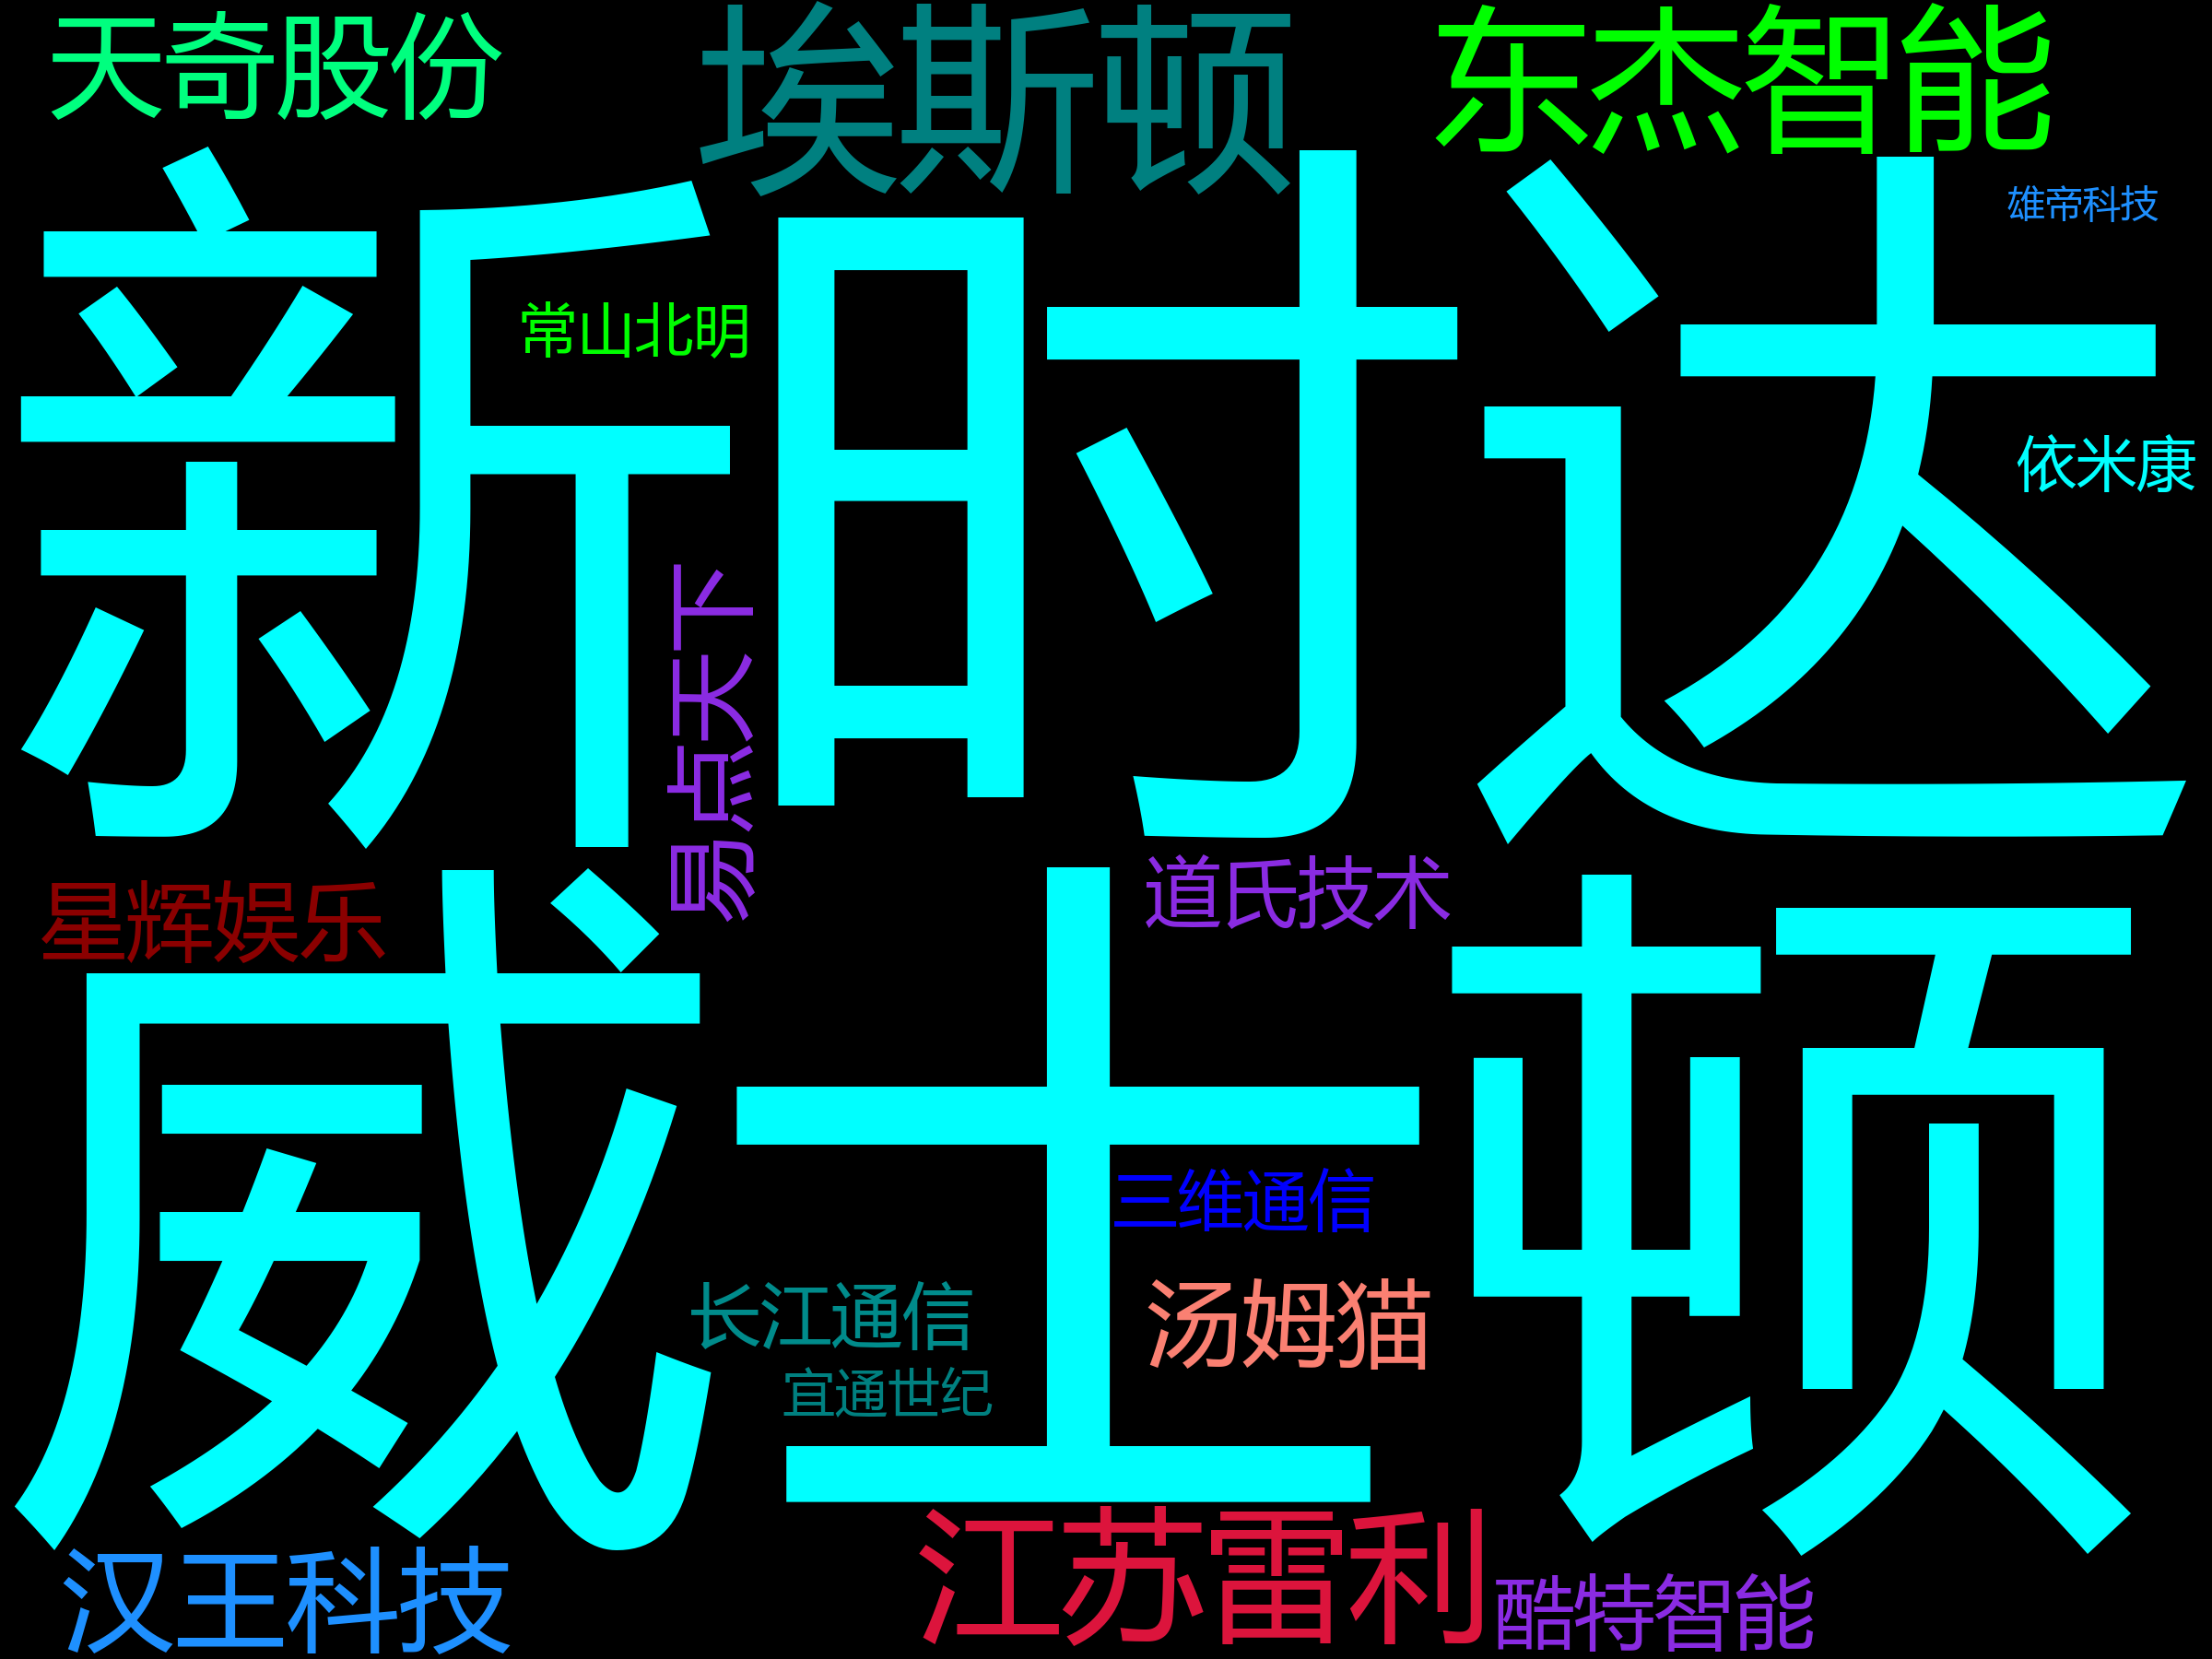 天奇股份
埃斯顿
东杰智能
雄帝科技
新时达
常山北明
依米康
易点天下
星辉娱乐
道氏技术
威士顿
三维通信
长江通信
汤姆猫
宜通世纪
江苏雷利
汉王科技
酷特智能